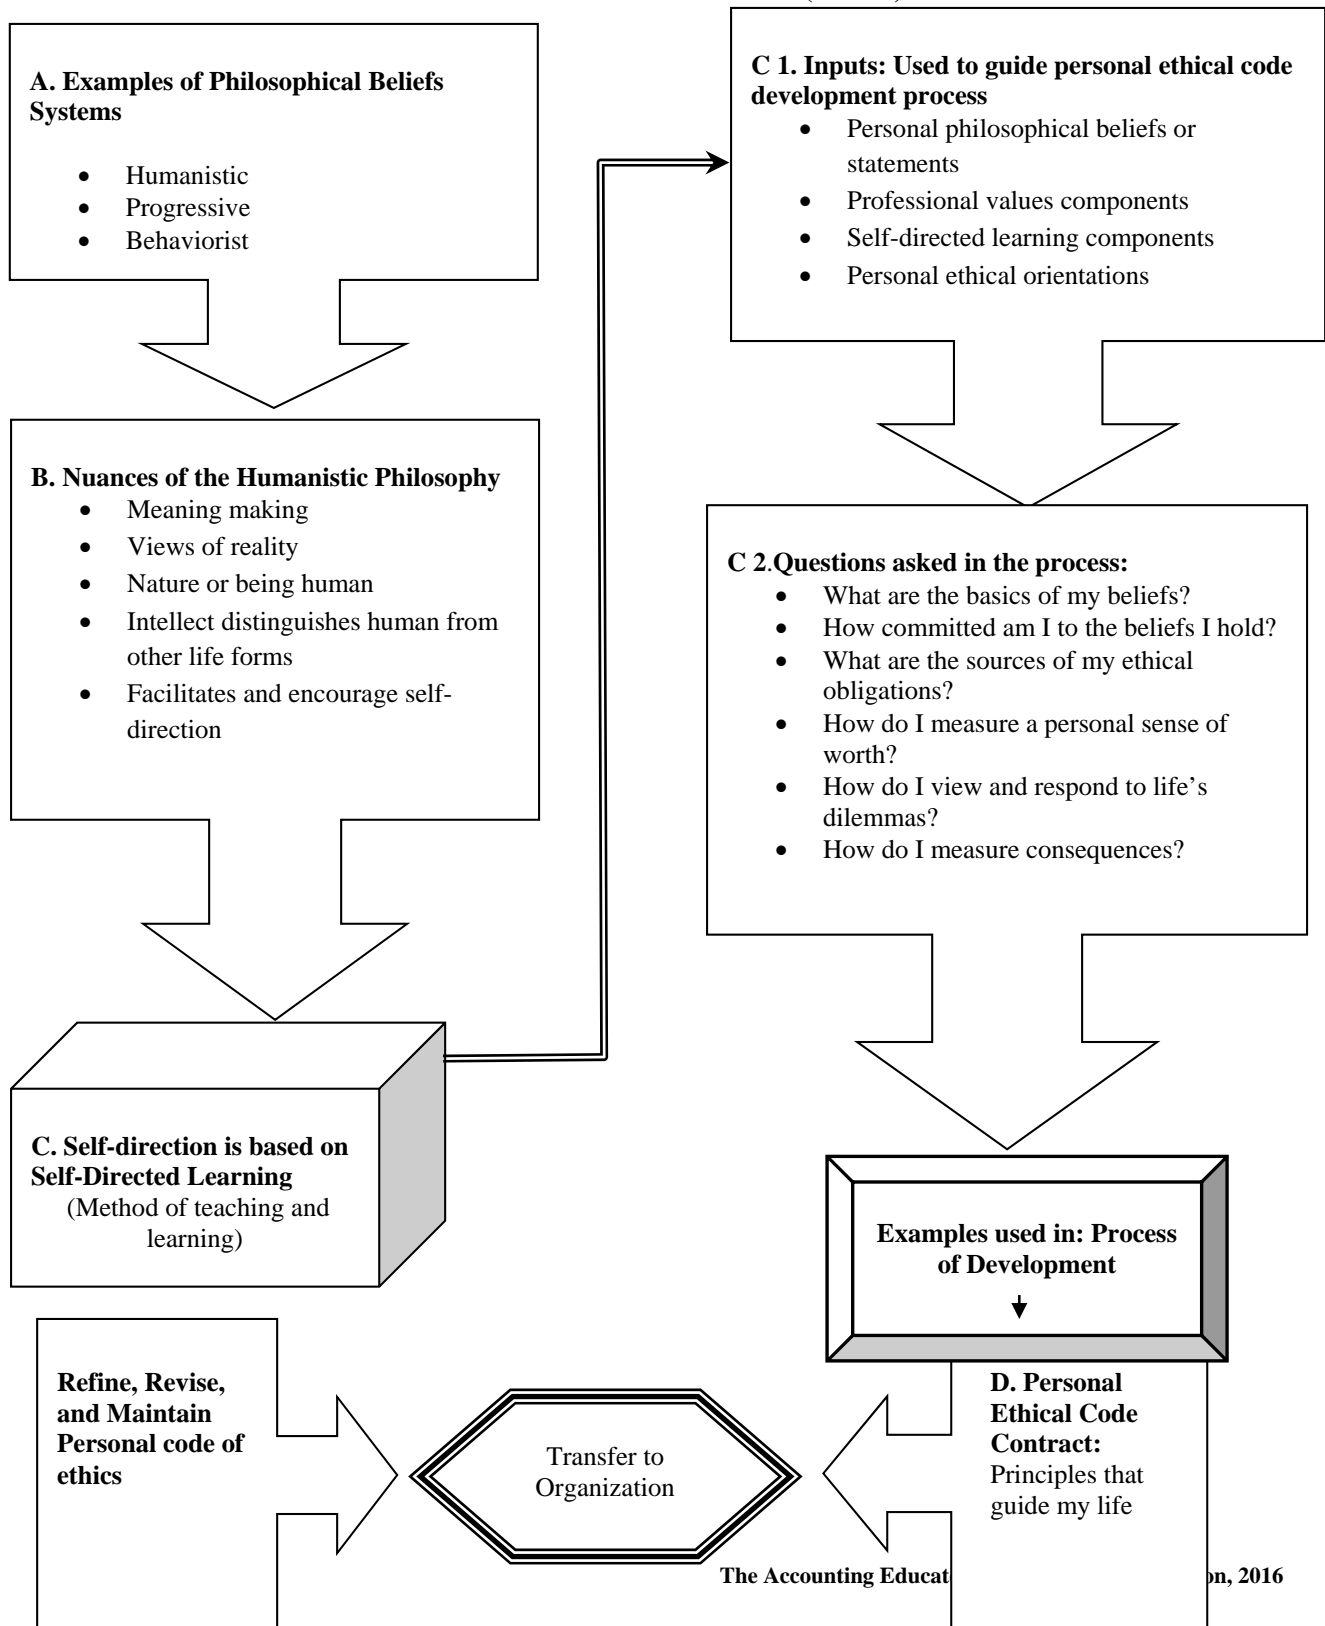 A. Examples of Philosophical Beliefs
Systems
• Humanistic
• Progressive
• Behaviorist
B. Nuances of the Humanistic Philosophy
• Meaning making
• Views of reality
• Nature or being human
• Intellect distinguishes human from
other life forms
• Facilitates and encourage self-
direction
C. Self-direction is based on
Self-Directed Learning
(Method of teaching and
learning)
C 1. Inputs: Used to guide personal ethical code
development process
• Personal philosophical beliefs or
statements
• Professional values components
• Self-directed learning components
• Personal ethical orientations
C 2.Questions asked in the process:
• What are the basics of my beliefs?
• How committed am I to the beliefs I hold?
• What are the sources of my ethical
obligations?
• How do I measure a personal sense of
worth?
• How do I view and respond to life’s
dilemmas?
• How do I measure consequences?
Examples used in: Process
of Development
D. Personal
Ethical Code
Contract:
Principles that
guide my life
Transfer to
Organization
Refine, Revise,
and Maintain
Personal code of
ethics
The Accounting Educat on, 2016